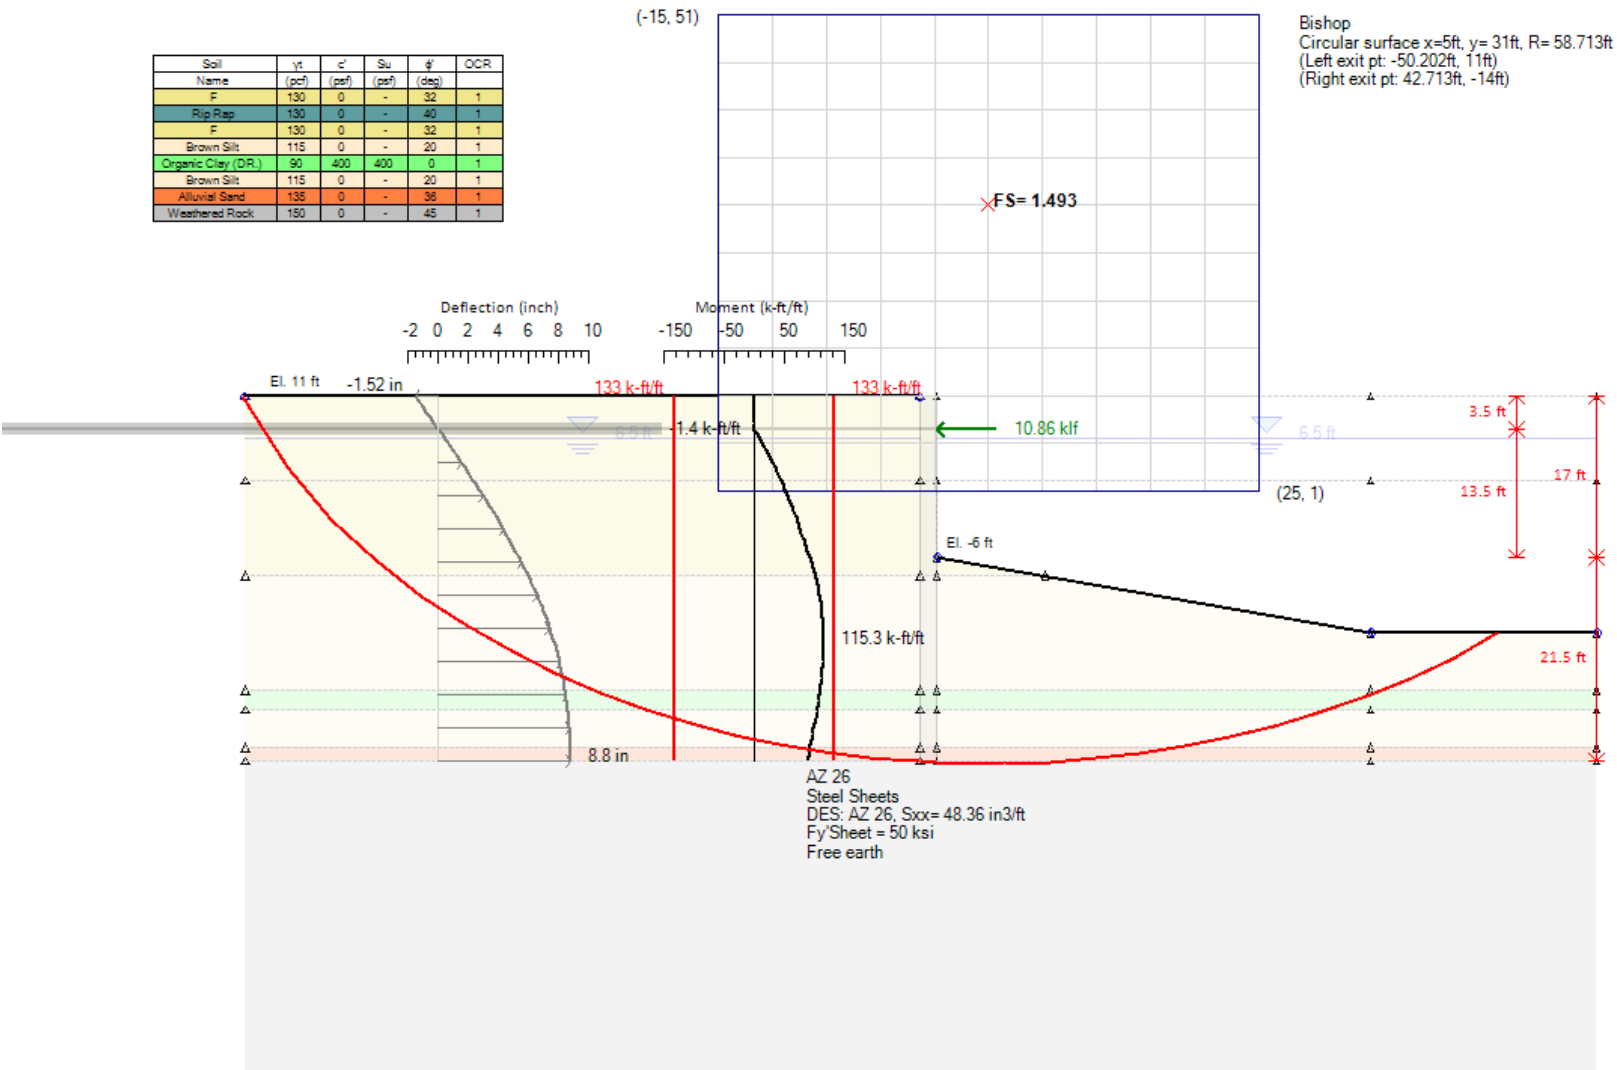 (-15, 51)
Bishop
Circular surface x=5ft, y= 31ft, R= 58.713ft
(Left exit pt: -50.202ft, 11ft)
(Right exit pt: 42.713ft, -14ft)
Soil γt c' Su ϕ' OCR
Name (pcf) (psf) (psf) (deg)
F 130 0 - 32 1
Rip Rap 130 0 - 40 1
F 130 0 - 32 1
Brown Silt 115 0 - 20 1
Organic Clay (DR.) 90 400 400 0 1
Brown Silt 115 0 - 20 1
Alluvial Sand 135 0 - 36 1
Weathered Rock 150 0 - 45 1
FS= 1.493
Deflection (inch) Moment (k-ft/ft)
-2 0 2 4 6 8 10 -150 -50 50 150
El. 11 ft -1.52 in 133 k-ft/ft 133 k-ft/ft
3.5 ft
6.5 ft -1.4 k-ft/ft 10.86 klf 6.5 ft
17 ft
13.5 ft
(25, 1)
El. -6 ft
115.3 k-ft/ft
21.5 ft
8.8 in
AZ 26
Steel Sheets
DES: AZ 26, Sxx= 48.36 in3/ft
Fy'Sheet = 50 ksi
Free earth